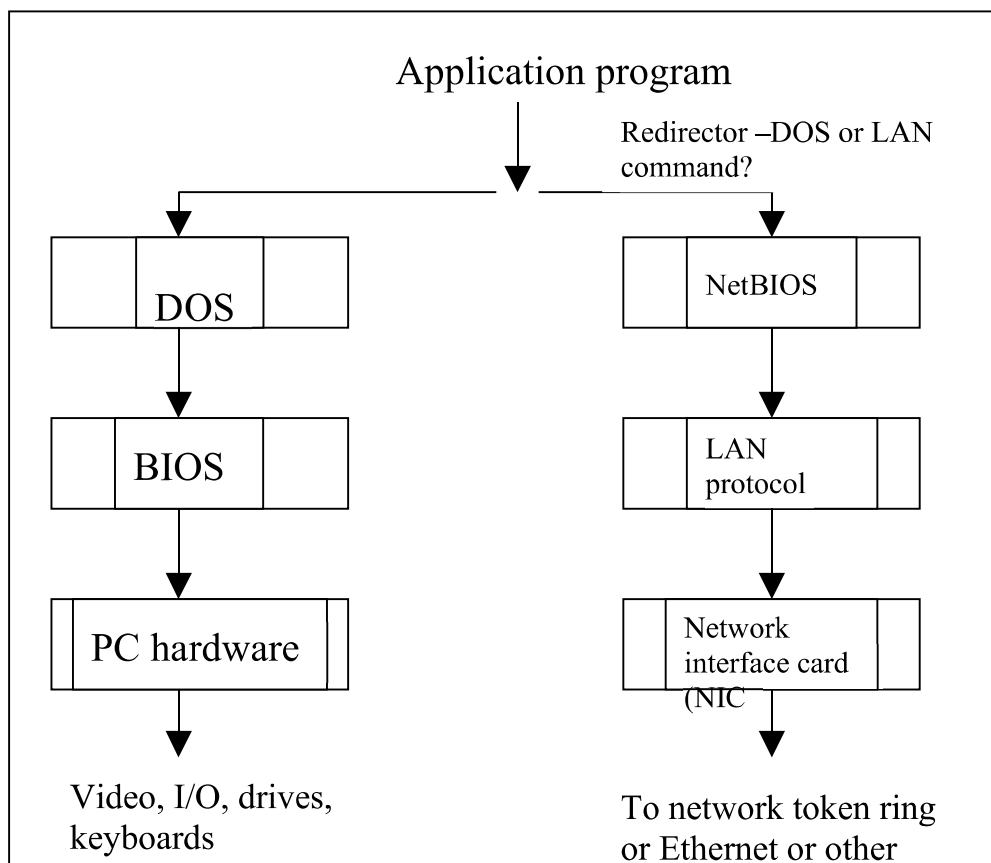 Application program
Redirector –DOS or LAN
command?
DOS
NetBIOS
BIOS
LAN
protocol
PC hardware
Network
interface card
(NIC
Video, I/O, drives,
keyboards
To network token ring
or Ethernet or other